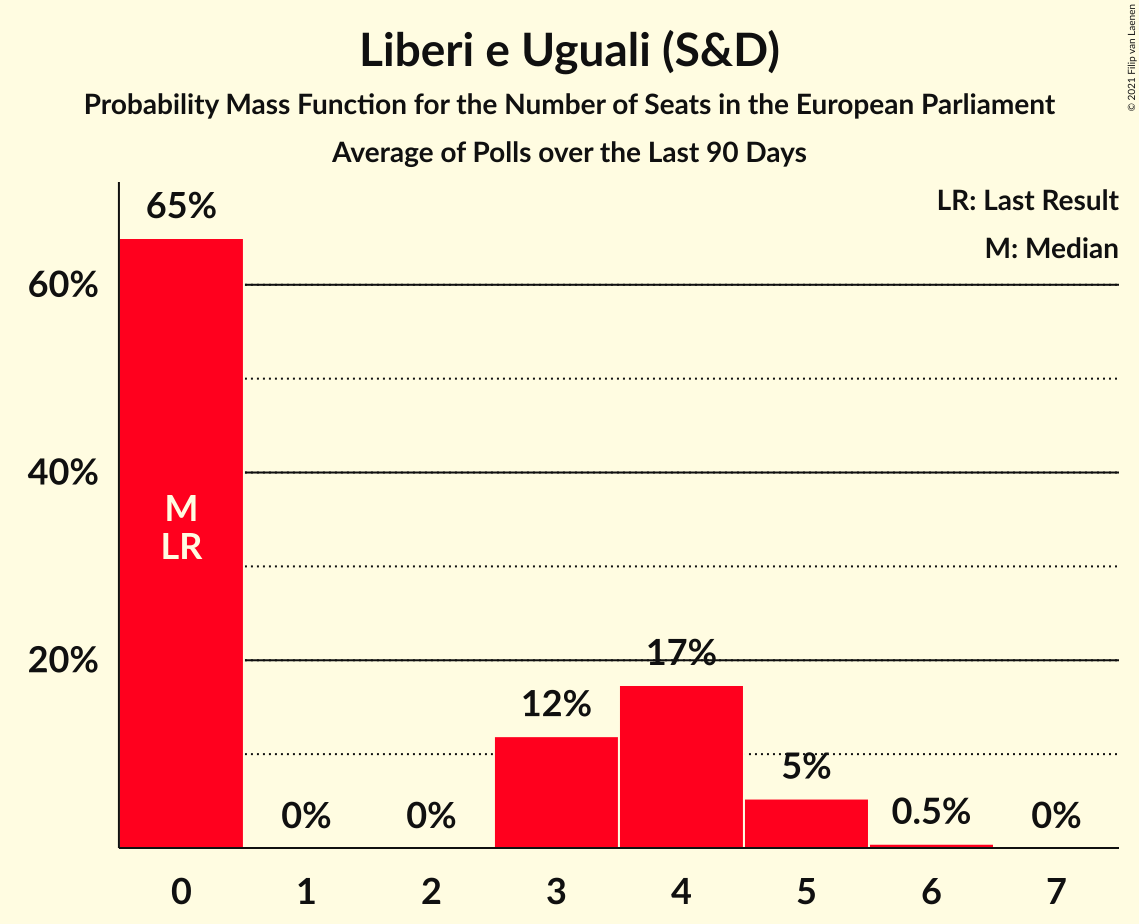 Liberi e Uguali (S&D)
Probability Mass Function for the Number of Seats in the European Parliament
Average of Polls over the Last 90 Days
© 2021 Filip van Laenen
LR: Last Result
M: Median
65%
60%
40%
M
LR
20%
17%
12%
5%
0%
0%
0.5%
0%
0 1 2 3 4 5 6 7